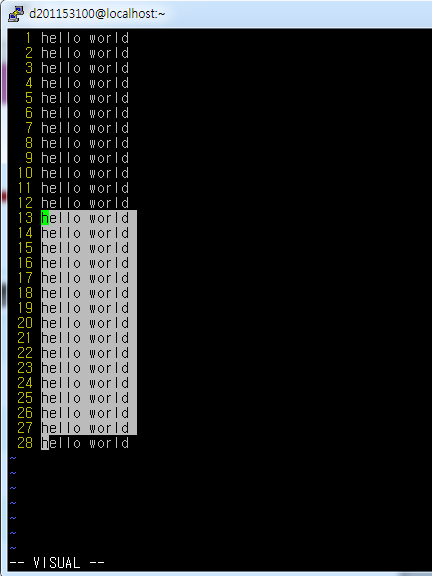 d201153100@localhost:~
1 hello world
2 hello world
3 hello world
4 hello world
5 hello world
6 hello world
7 hello world
8 hello world
9 hello world
10 hello world
11 hello world
12 hello world
13 hello world
14 hello world
15 hello world
16 hello world
17 hello world
18 hello world
19 hello world
20 hello world
21 hello world
22 hello world
23 hello world
24 hello world
25 hello world
26 hello world
27 hello world
28 hello world
~
~
~
~
~
~
~
-- VISUAL --